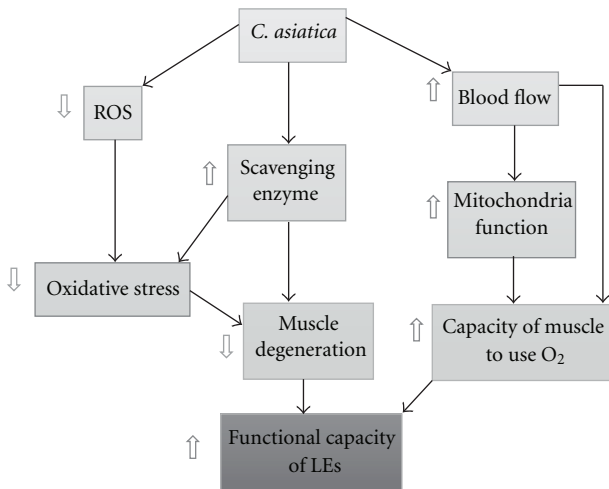 C. asiatica
ROS
Blood flow
Scavenging
enzyme
Mitochondria
function
Oxidative stress
Muscle
degeneration
Capacity of muscle
to use O₂
Functional capacity
of LEs